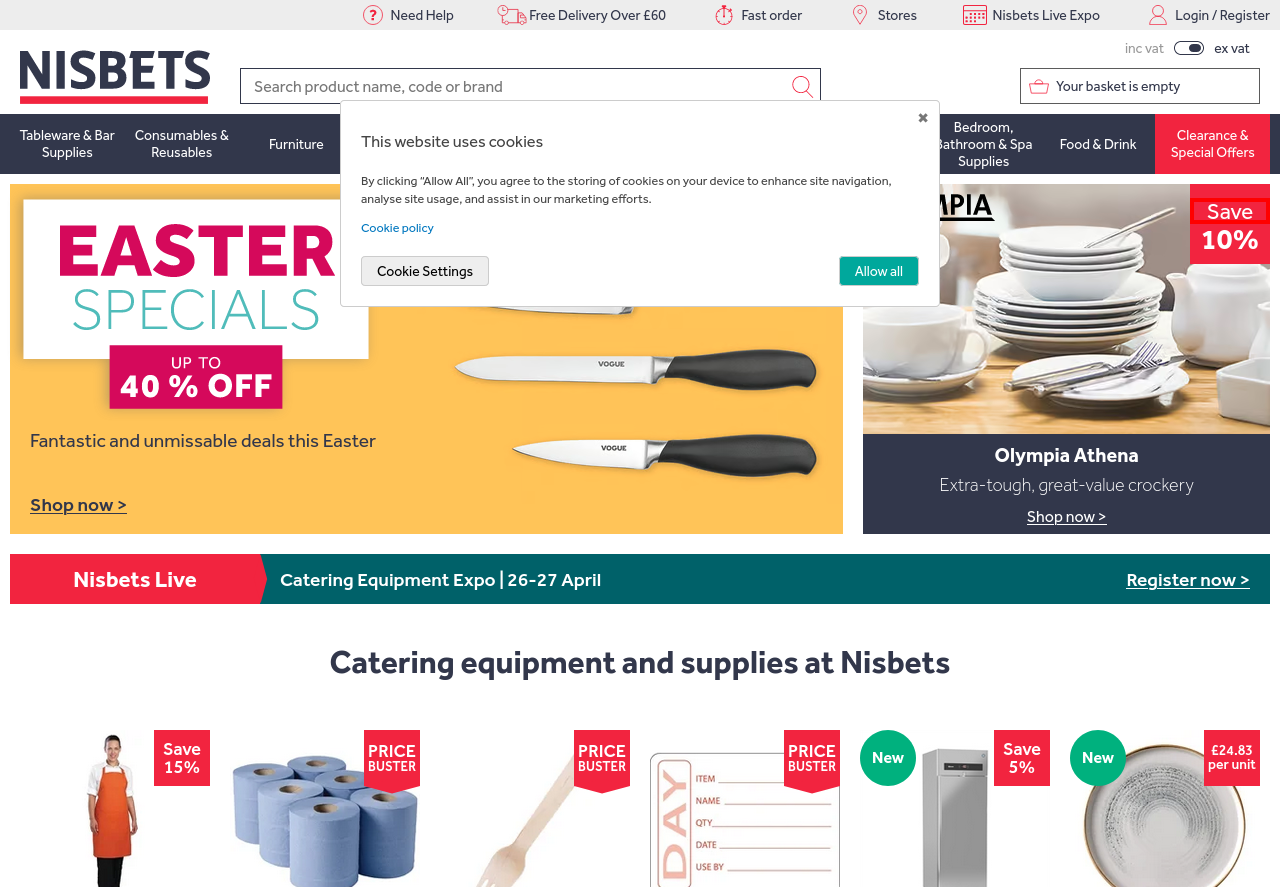 Need Help
Free Delivery Over £60
Fast order
Stores
Nisbets Live Expo
Login / Register
inc vat
ex vat
NISBETS
Search product name, code or brand
Your basket is empty
Tableware & Bar
Supplies
Consumables &
Reusables
Furniture
Bedroom,
Bathroom & Spa
Supplies
Food & Drink
Clearance &
Special Offers
This website uses cookies
By clicking “Allow All”, you agree to the storing of cookies on your device to enhance site navigation,
analyse site usage, and assist in our marketing efforts.
Cookie policy
Cookie Settings
Allow all
EASTER
SPECIALS
UP TO
40 % OFF
Fantastic and unmissable deals this Easter
Shop now >
VOGUE
VOGUE
Save
10%
Olympia Athena
Extra-tough, great-value crockery
Shop now >
Nisbets Live
Catering Equipment Expo | 26-27 April
Register now >
Catering equipment and supplies at Nisbets
Save
15%
PRICE
BUSTER
PRICE
BUSTER
PRICE
BUSTER
DAY
ITEM
NAME
QTY
DATE
USE BY
New
Save
5%
New
£24.83
per unit